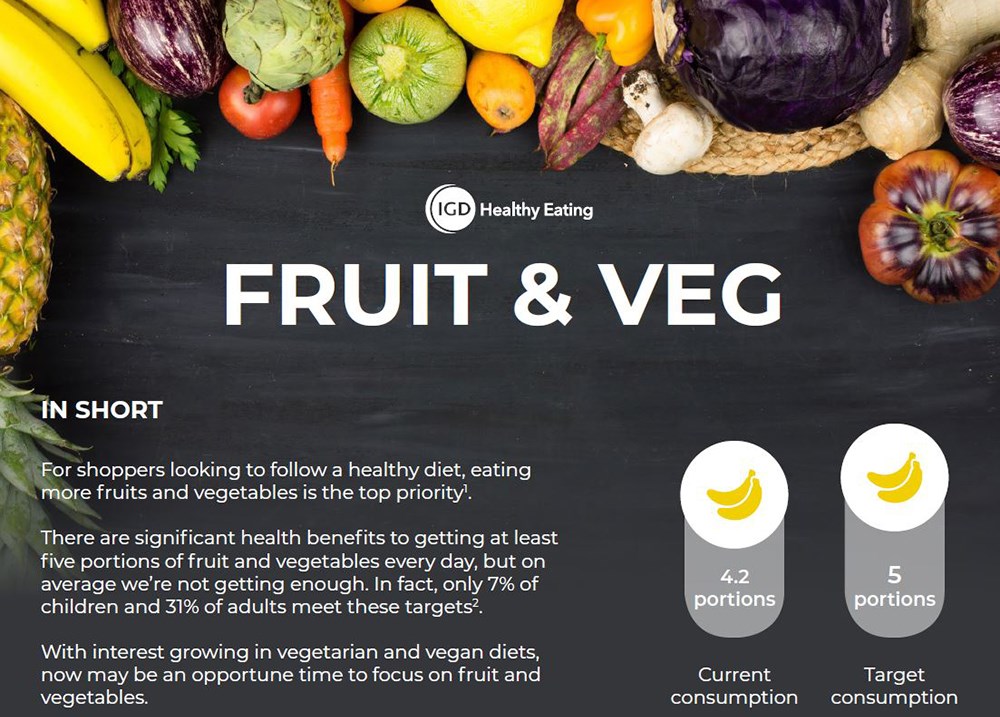 IGD Healthy Eating
FRUIT & VEG
IN SHORT
For shoppers looking to follow a healthy diet, eating
more fruits and vegetables is the top priority¹.
There are significant health benefits to getting at least
five portions of fruit and vegetables every day, but on
average we’re not getting enough. In fact, only 7% of
children and 31% of adults meet these targets².
With interest growing in vegetarian and vegan diets,
now may be an opportune time to focus on fruit and
vegetables.
4.2
portions
Current
consumption
5
portions
Target
consumption